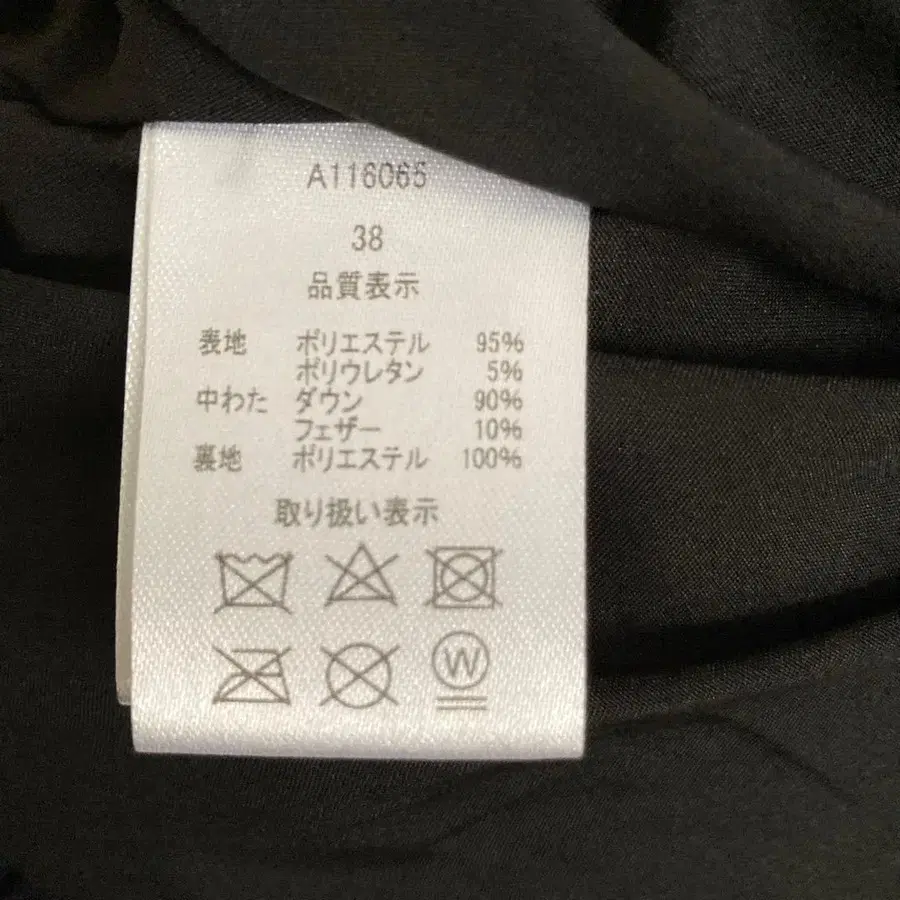 A116065
38
品質表示
表地 ポリエステル 95%
ポリウレタン 5%
中わた ダウン 90%
フェザー 10%
裏地 ポリエステル 100%
取り扱い表示
W